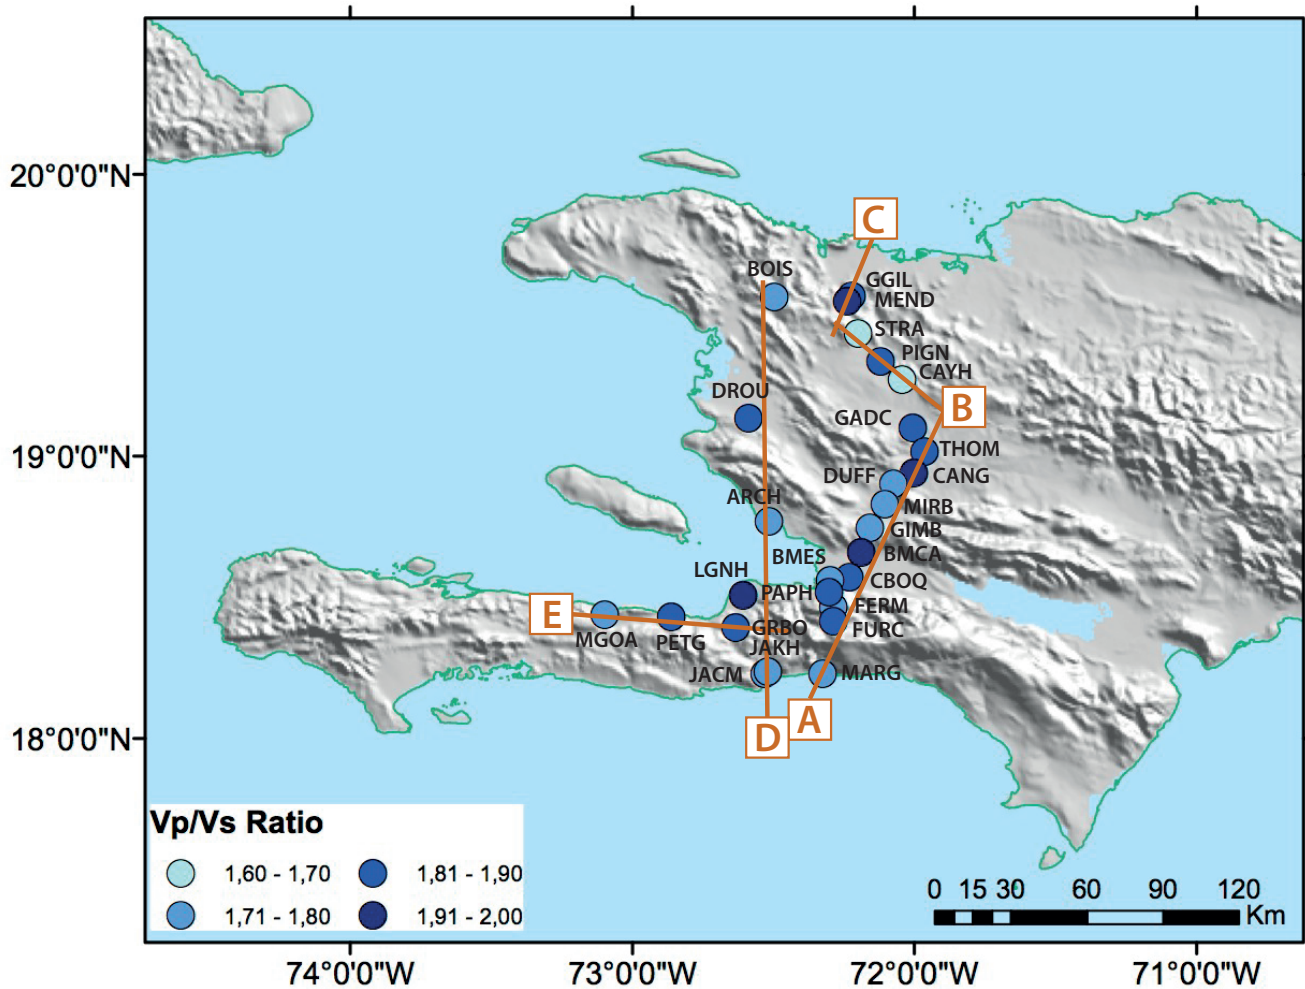 20°0'0"N
19°0'0"N
18°0'0"N
C
BOIS
GGIL
MEND
STRA
PIGN
CAYH
DROU
B
GADC
THOM
DUFF
CANG
ARCH
MIRB
GIMB
BMES
BMCA
LGNH
CBOQ
PAPH
E
FERM
GRBO
FURC
MGOA
PETG
JAKH
JACM
MARG
D
A
Vp/Vs Ratio
1,60 - 1,70
1,81 - 1,90
1,71 - 1,80
1,91 - 2,00
0 15 30 60 90 120
Km
74°0'0"W
73°0'0"W
72°0'0"W
71°0'0"W